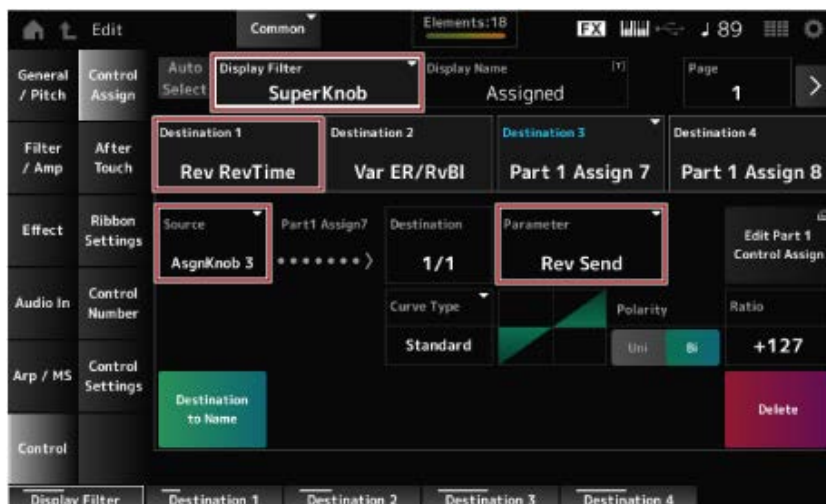 Edit
Common
Elements:18
FX
♩ 89
General / Pitch
Control Assign
Auto Select
Display Filter
SuperKnob
Display Name
[T]
Assigned
Page
1
Filter / Amp
After Touch
Destination 1
Rev RevTime
Destination 2
Var ER/RvBl
Destination 3
Part 1 Assign 7
Destination 4
Part 1 Assign 8
Effect
Ribbon Settings
Source
AsgnKnob 3
Part1 Assign7
Destination
1/1
Parameter
Rev Send
Edit Part 1
Control Assign
Audio In
Control Number
Curve Type
Standard
Polarity
Uni
Bi
Ratio
+127
Arp / MS
Control Settings
Destination
to Name
Delete
Control
Display Filter
Destination 1
Destination 2
Destination 3
Destination 4